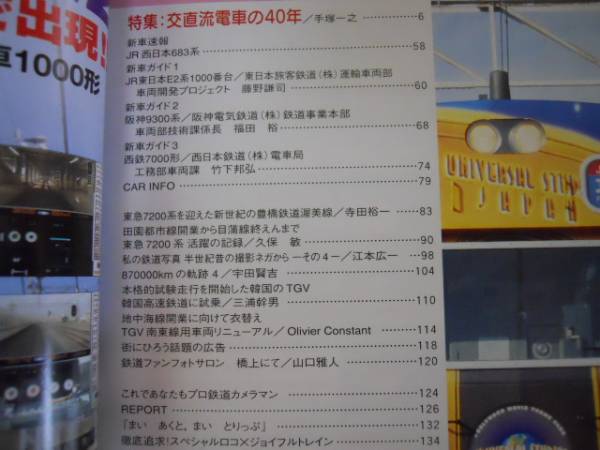 で出現!
車1000形
特集:交直流電車の40年/手塚一之 6
新車速報
JR西日本683系 58
新車ガイド1
JR東日本E2系1000番台/東日本旅客鉄道(株)運輸車両部
車両開発プロジェクト 藤野謙司 60
新車ガイド2
阪神9300系/阪神電気鉄道(株)鉄道事業本部
車両部技術課係長 福田 裕 68
新車ガイド3
西鉄7000形/西日本鉄道(株)電車局
工務部車両課 竹下邦弘 74
CAR INFO 79
東急7200系を迎えた新世紀の豊橋鉄道渥美線/寺田裕一 83
田園都市線開業から目蒲線終えんまで
東急7200系 活躍の記録/久保 敏 90
私の鉄道写真 半世紀昔の撮影ネガから ーその4ー/江本広一 98
870000kmの軌跡 4/宇田賢吉 104
本格的試験走行を開始した韓国のTGV
韓国高速鉄道に試乗/三浦幹男 110
地中海線開業に向けて衣替え
TGV南東線用車両リニューアル/Olivier Constant 114
街にひろう話題の広告 118
鉄道ファンフォトサロン 橋上にて/山口雅人 120
これであなたもプロ鉄道カメラマン 124
REPORT 126
「まい あくと、まい とりっぷ」 132
徹底追求!スペシャルロコ×ジョイフルトレイン 134
UNIVERSAL
JAPAN